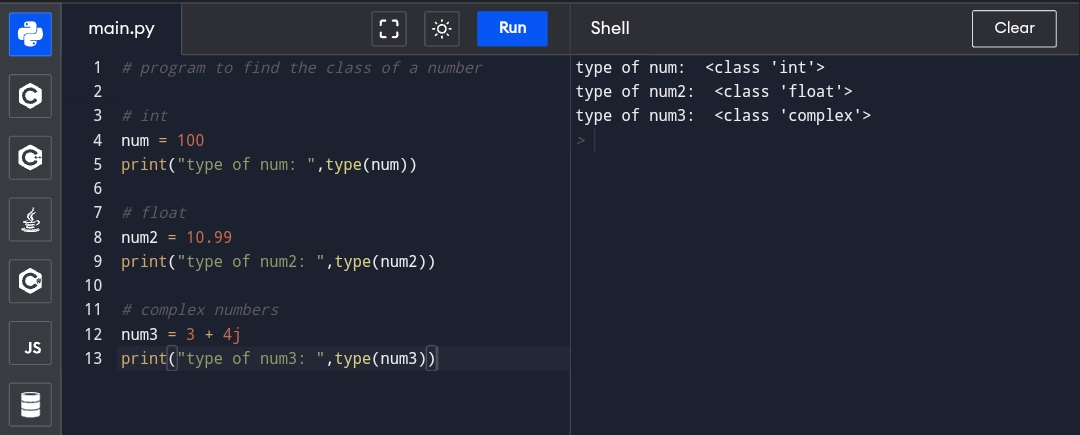 main.py
Run
Shell
Clear
1 # program to find the class of a number
2
3 # int
4 num = 100
5 print("type of num: ",type(num))
6
7 # float
8 num2 = 10.99
9 print("type of num2: ",type(num2))
10
11 # complex numbers
12 num3 = 3 + 4j
13 print("type of num3: ",type(num3))
type of num:  <class 'int'>
type of num2:  <class 'float'>
type of num3:  <class 'complex'>
>
C
C++
C#
JS